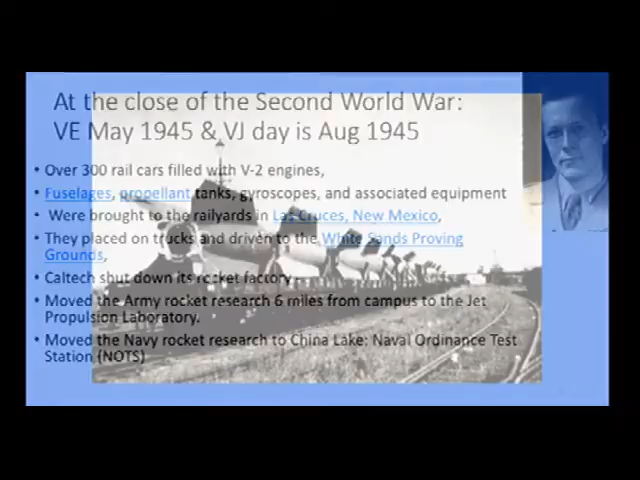 At the close of the Second World War:
VE May 1945 & VJ day is Aug 1945
• Over 300 rail cars filled with V-2 engines,
• Fuselages, propellant tanks, gyroscopes, and associated equipment
• Were brought to the railyards in Las Cruces, New Mexico,
• They placed on trucks and driven to the White Sands Proving
Grounds,
• Caltech shut down its rocket factory
• Moved the Army rocket research 6 miles from campus to the Jet
Propulsion Laboratory.
• Moved the Navy rocket research to China Lake: Naval Ordinance Test
Station (NOTS)